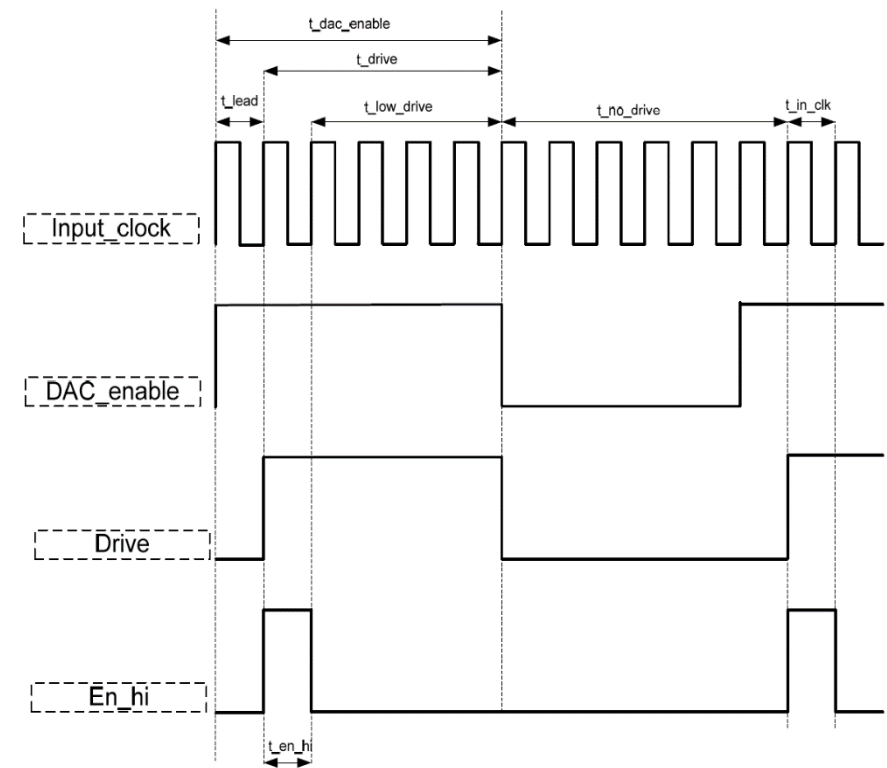 t_dac_enable
t_drive
t_lead
t_low_drive
t_no_drive
t_in_clk
Input_clock
DAC_enable
Drive
En_hi
t_en_hi